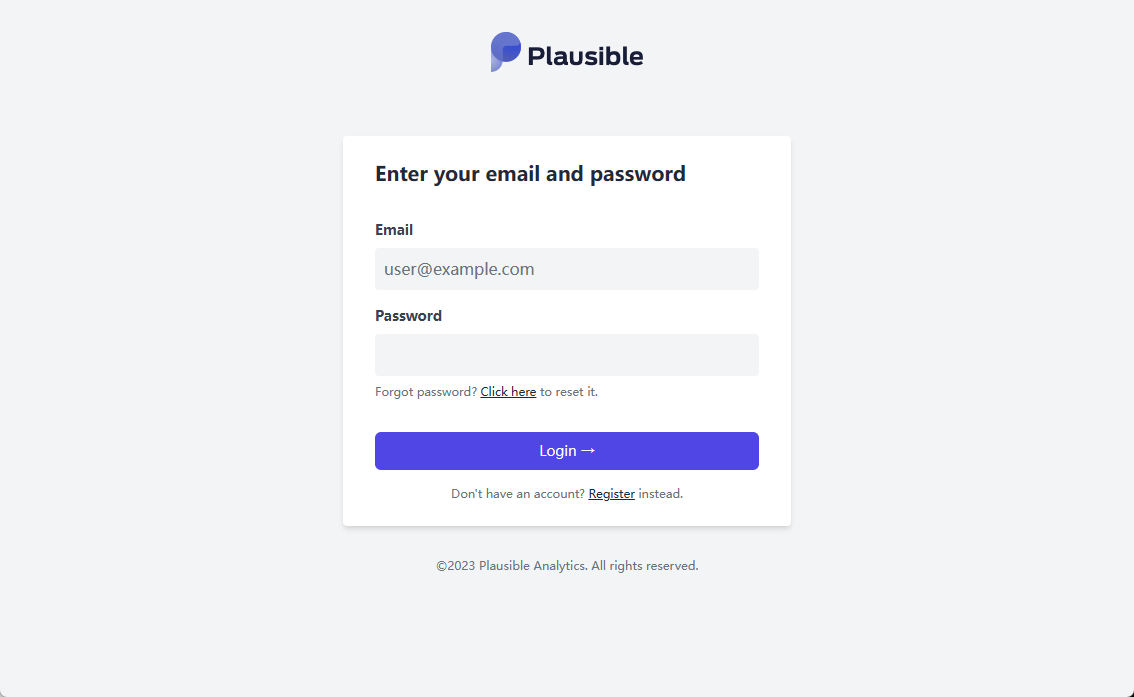 Plausible
Enter your email and password
Email
user@example.com
Password
Forgot password? Click here to reset it.
Login →
Don't have an account? Register instead.
©2023 Plausible Analytics. All rights reserved.